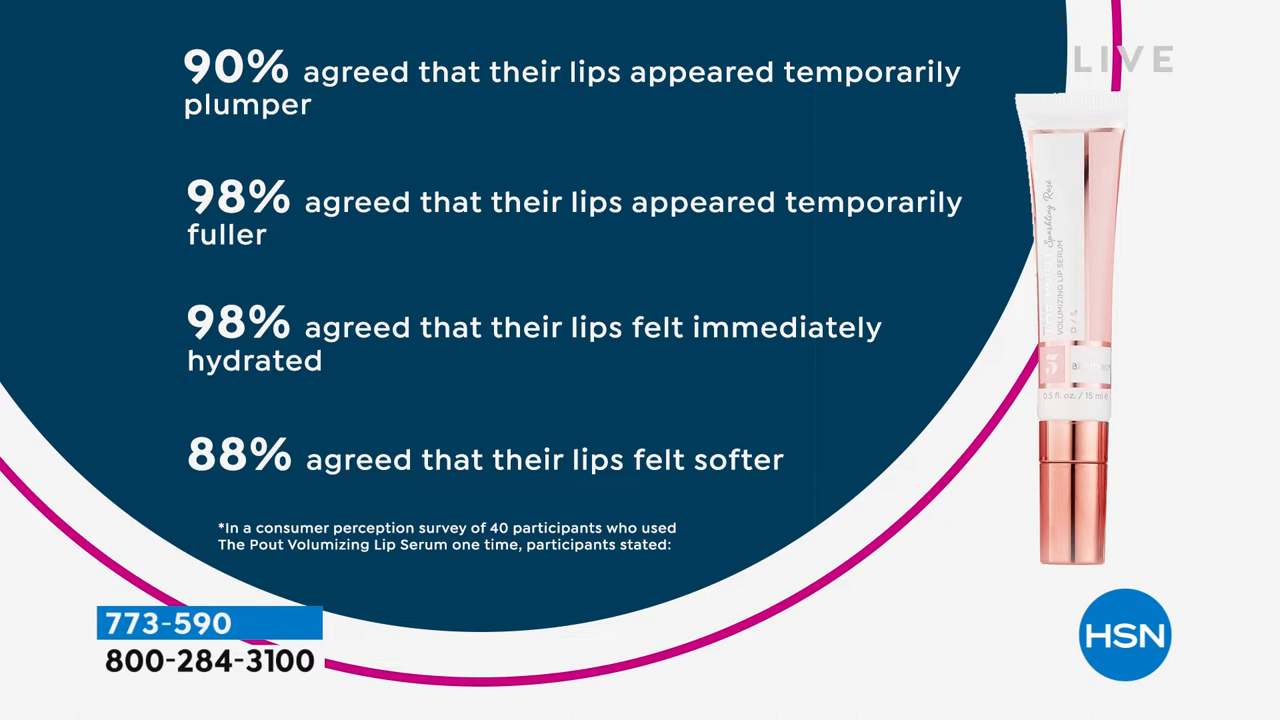 90% agreed that their lips appeared temporarily
plumper
98% agreed that their lips appeared temporarily
fuller
98% agreed that their lips felt immediately
hydrated
88% agreed that their lips felt softer
*In a consumer perception survey of 40 participants who used
The Pout Volumizing Lip Serum one time, participants stated:
773-590
800-284-3100
LIVE
Sparkling Rosé
VOLUMIZING LIP SERUM
5
0.5 fl. oz. / 15 ml e
HSN